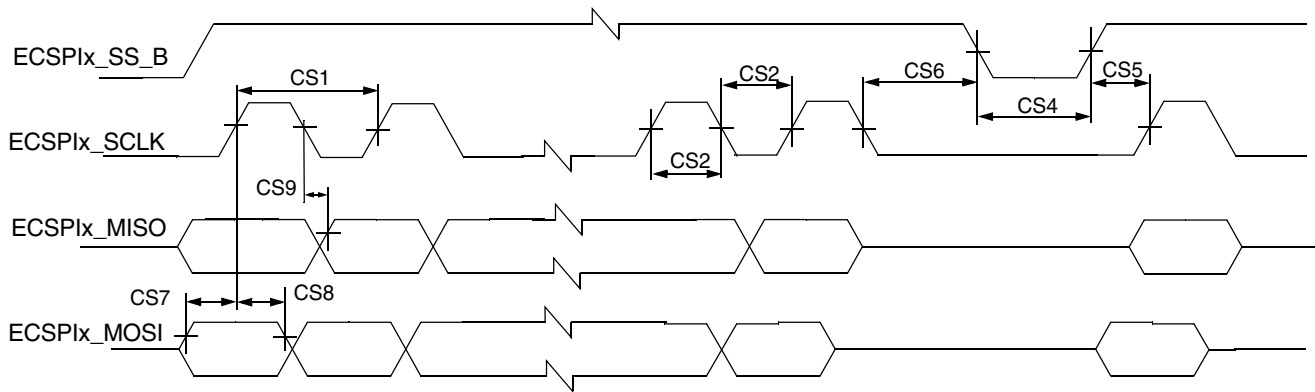 ECSPIx_SS_B
CS1
CS2
CS6
CS5
CS4
ECSPIx_SCLK
CS2
CS9
ECSPIx_MISO
CS7
CS8
ECSPIx_MOSI